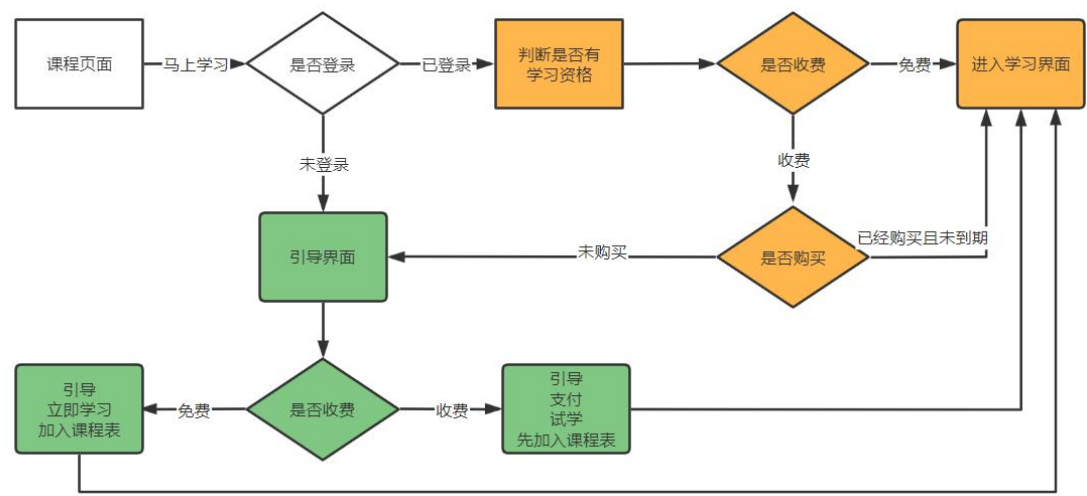 课程页面
马上学习
是否登录
已登录
判断是否有
学习资格
是否收费
免费
进入学习界面
未登录
收费
引导界面
未购买
是否购买
已经购买且未到期
引导
立即学习
加入课程表
免费
是否收费
收费
引导
支付
试学
先加入课程表